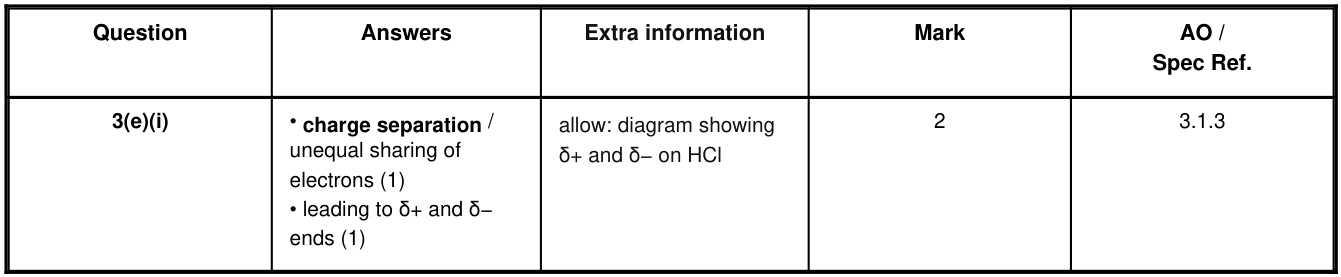 Question
Answers
Extra information
Mark
AO /
Spec Ref.
3(e)(i)
• charge separation /
unequal sharing of
electrons (1)
• leading to δ+ and δ−
ends (1)
allow: diagram showing
δ+ and δ− on HCl
2
3.1.3